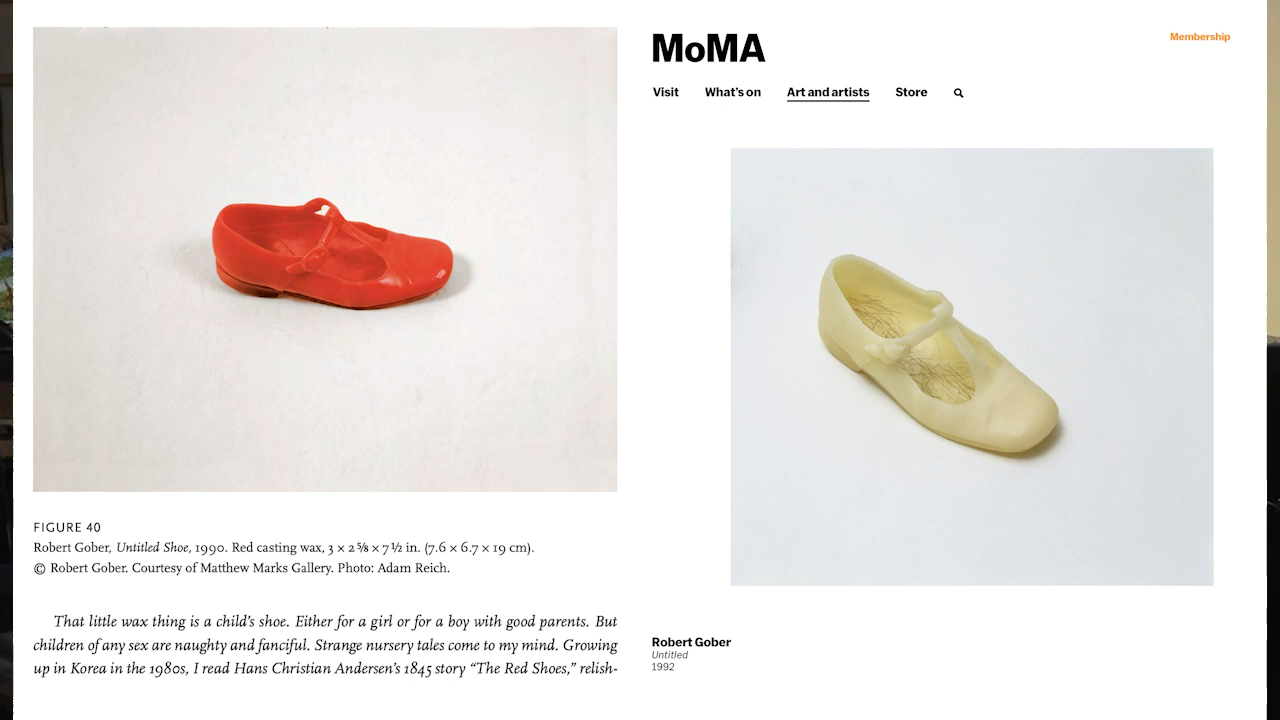 FIGURE 40
Robert Gober, Untitled Shoe, 1990. Red casting wax, 3 × 2 ⅝ × 7 ½ in. (7.6 × 6.7 × 19 cm).
© Robert Gober. Courtesy of Matthew Marks Gallery. Photo: Adam Reich.
That little wax thing is a child’s shoe. Either for a girl or for a boy with good parents. But
children of any sex are naughty and fanciful. Strange nursery tales come to my mind. Growing
up in Korea in the 1980s, I read Hans Christian Andersen’s 1845 story “The Red Shoes,” relish-
MoMA
Membership
Visit What’s on Art and artists Store
Robert Gober
Untitled
1992